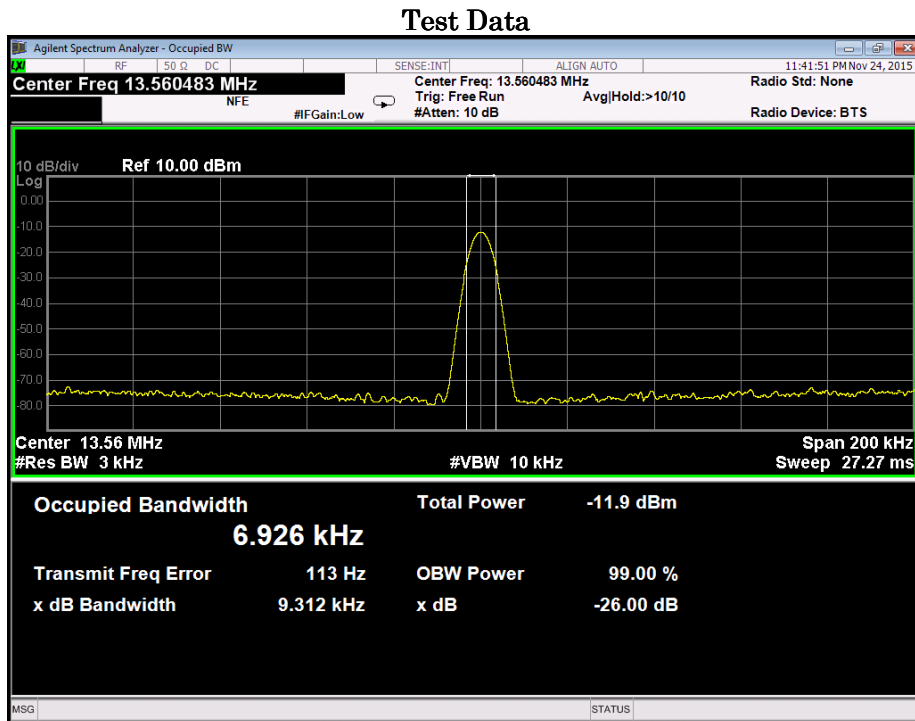 Test Data
Agilent Spectrum Analyzer - Occupied BW
LXI RF 50 Ω DC SENSE:INT ALIGN AUTO 11:41:51 PM Nov 24, 2015
Center Freq 13.560483 MHz Center Freq: 13.560483 MHz Radio Std: None
NFE Trig: Free Run Avg|Hold:>10/10
#IFGain:Low #Atten: 10 dB Radio Device: BTS
10 dB/div Ref 10.00 dBm
Log
0.00
-10.0
-20.0
-30.0
-40.0
-50.0
-60.0
-70.0
-80.0
Center 13.56 MHz Span 200 kHz
#Res BW 3 kHz #VBW 10 kHz Sweep 27.27 ms
Occupied Bandwidth Total Power -11.9 dBm
6.926 kHz
Transmit Freq Error 113 Hz OBW Power 99.00 %
x dB Bandwidth 9.312 kHz x dB -26.00 dB
MSG STATUS